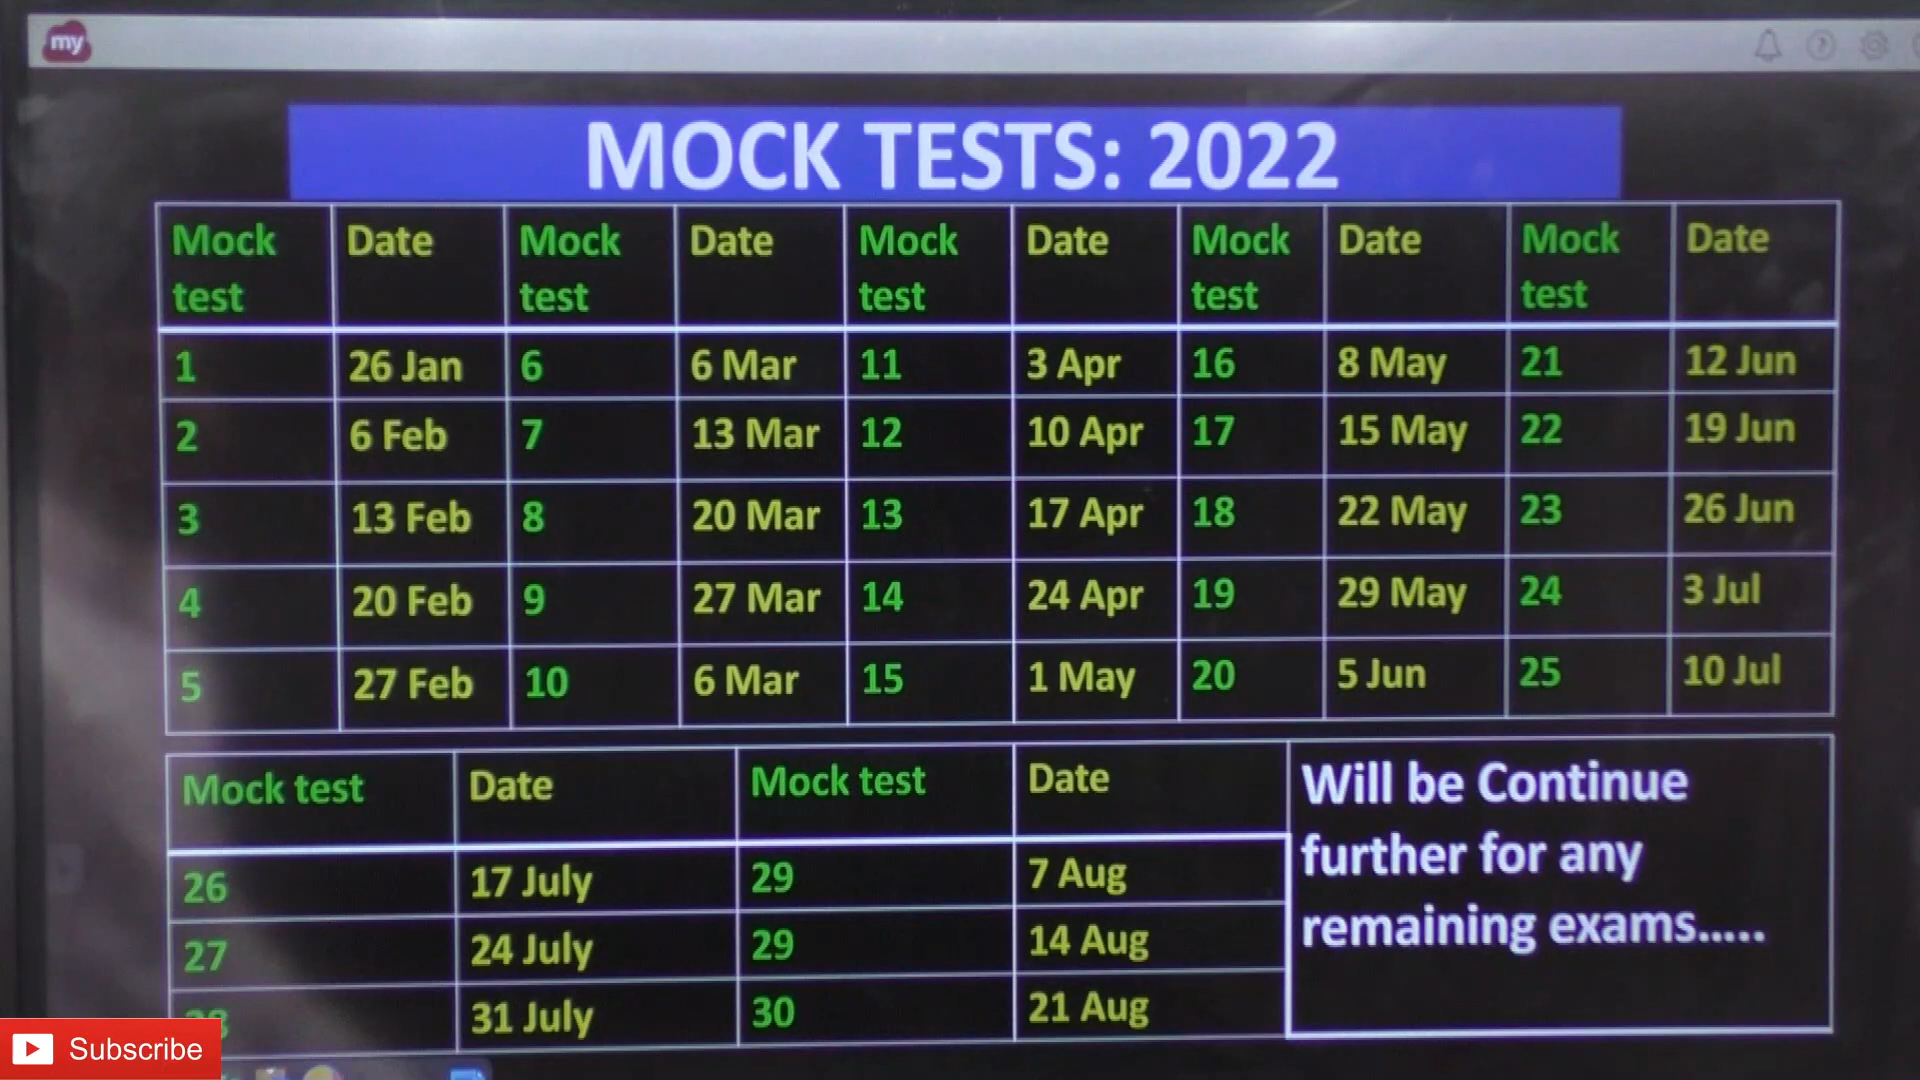 my
MOCK TESTS: 2022
Mock test Date Mock test Date Mock test Date Mock test Date Mock test Date
1 26 Jan 6 6 Mar 11 3 Apr 16 8 May 21 12 Jun
2 6 Feb 7 13 Mar 12 10 Apr 17 15 May 22 19 Jun
3 13 Feb 8 20 Mar 13 17 Apr 18 22 May 23 26 Jun
4 20 Feb 9 27 Mar 14 24 Apr 19 29 May 24 3 Jul
5 27 Feb 10 6 Mar 15 1 May 20 5 Jun 25 10 Jul
Mock test Date Mock test Date
26 17 July 29 7 Aug
27 24 July 29 14 Aug
31 July 30 21 Aug
Will be Continue
further for any
remaining exams.....
Subscribe